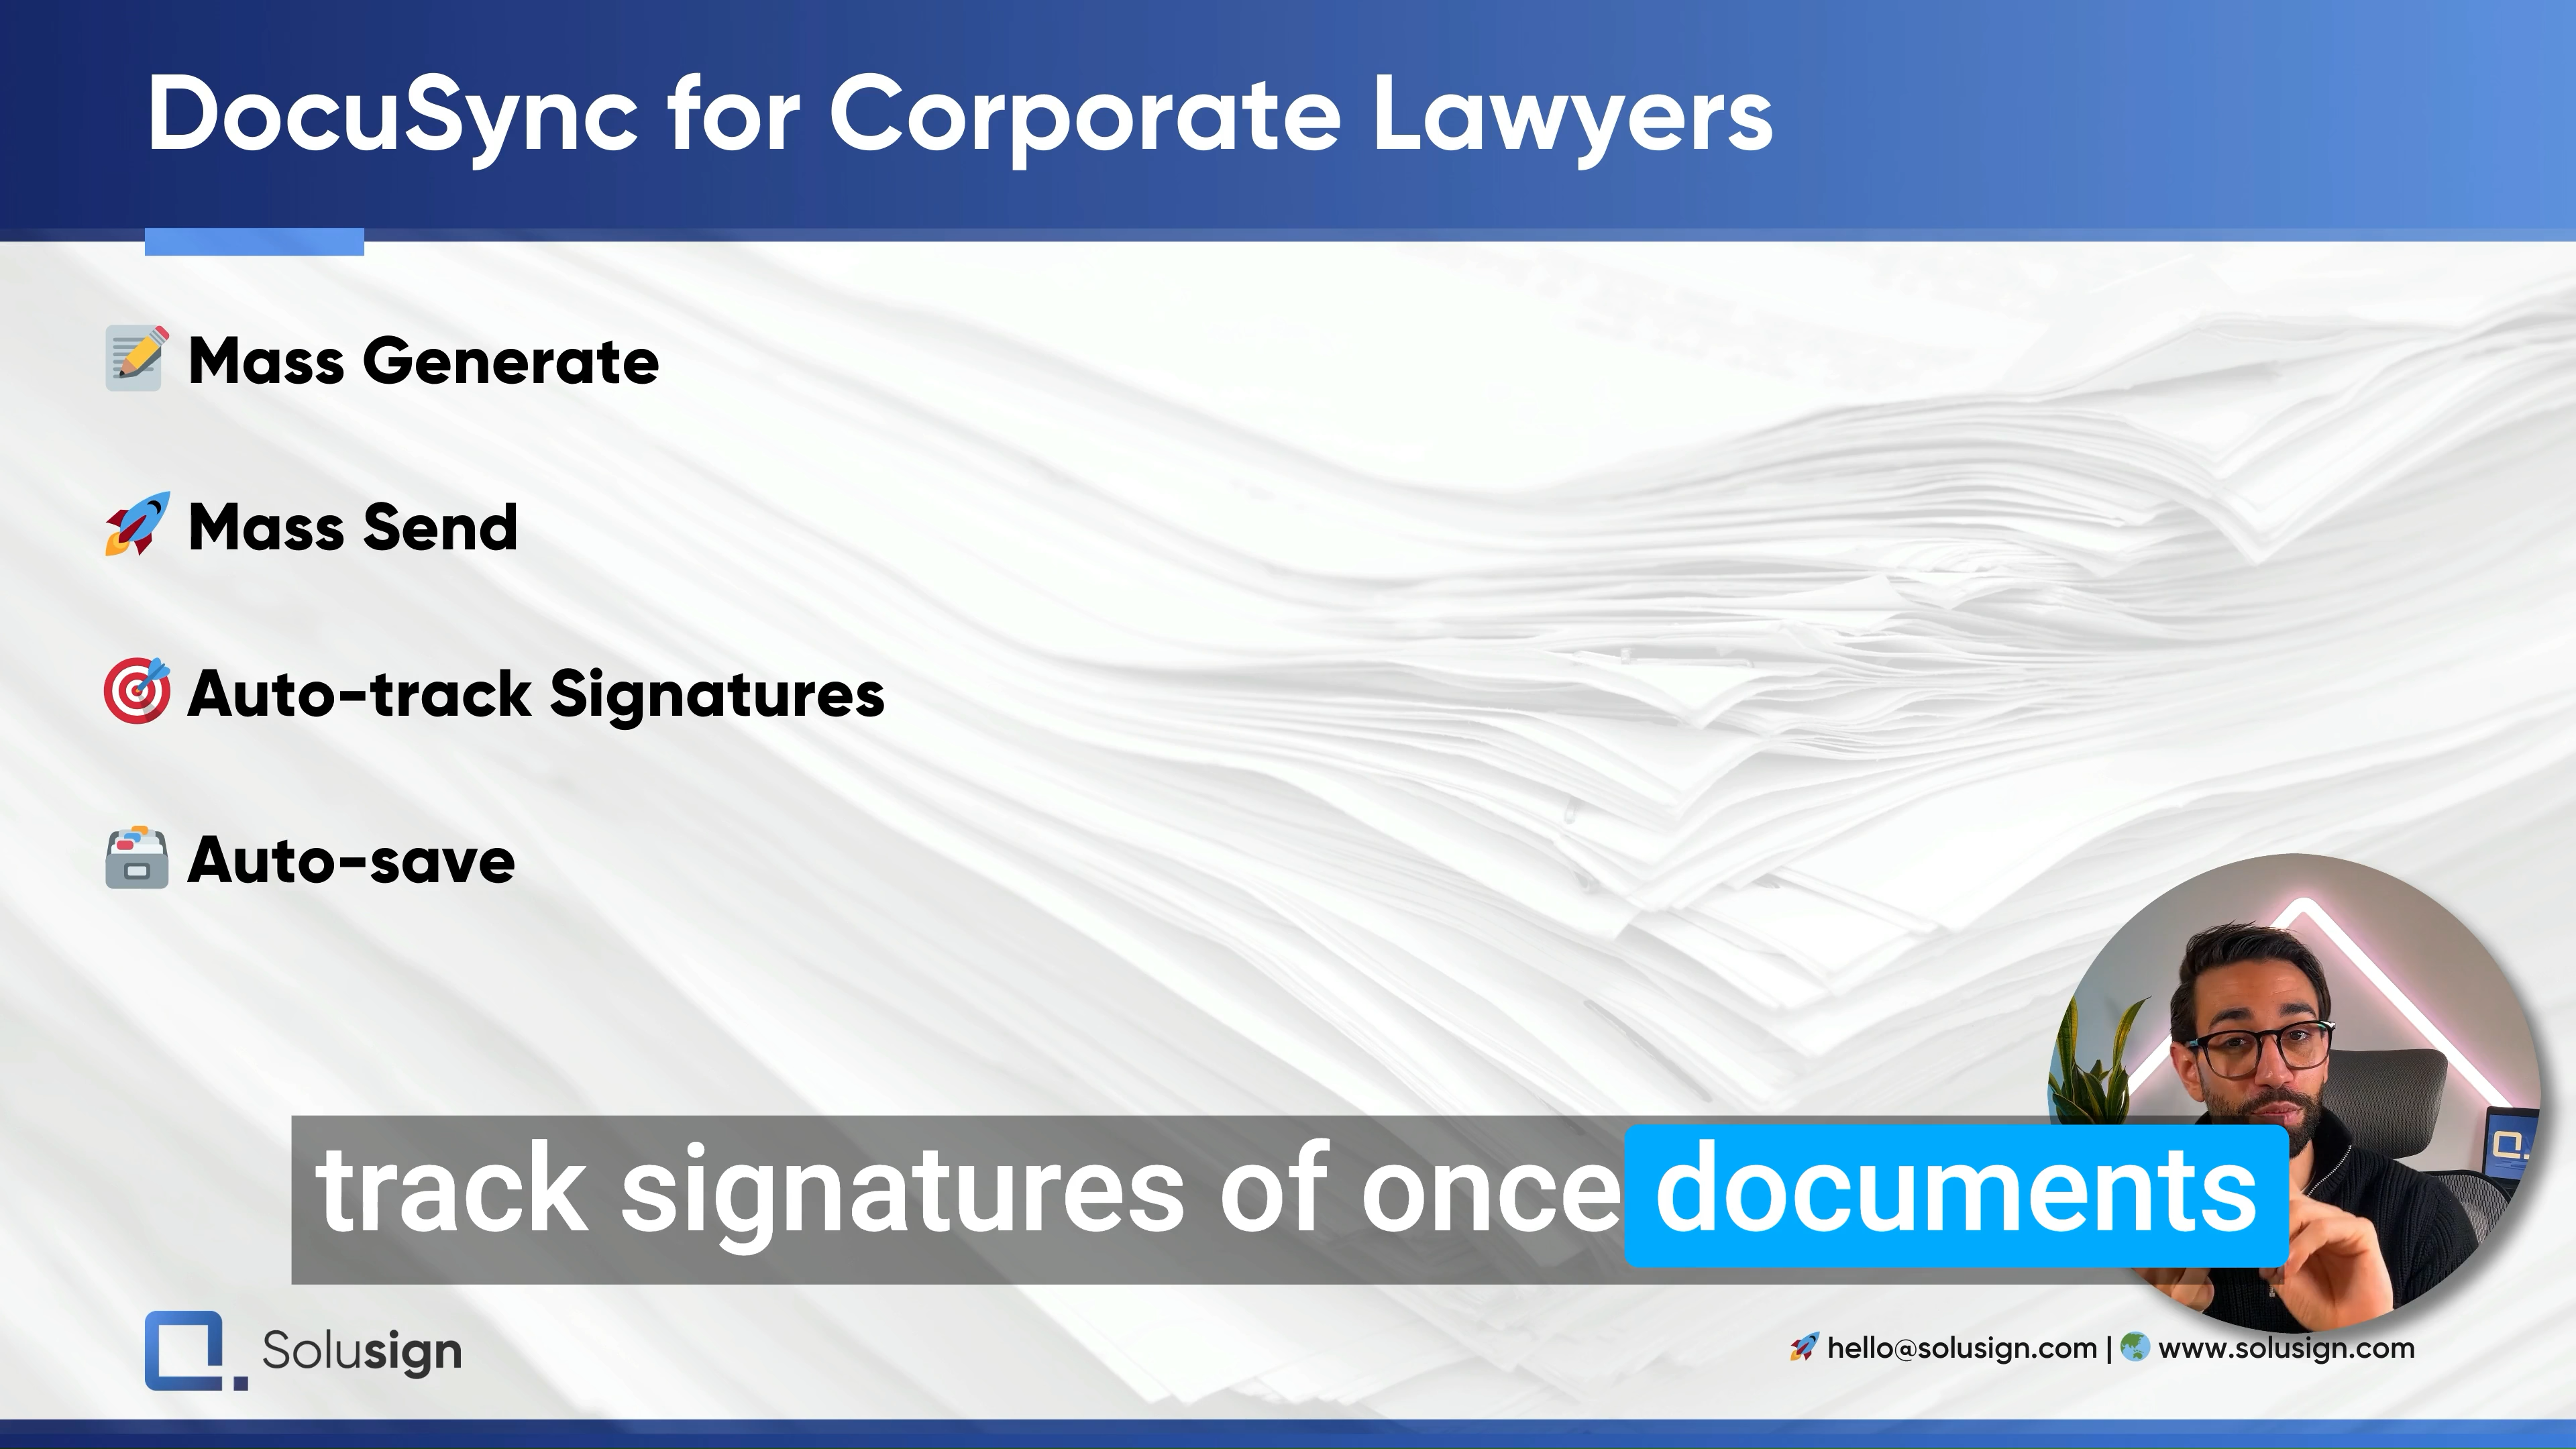 DocuSync for Corporate Lawyers
📝 Mass Generate
🚀 Mass Send
🎯 Auto-track Signatures
🗃️ Auto-save
track signatures of once documents
Solusign
🚀 hello@solusign.com | 🌍 www.solusign.com